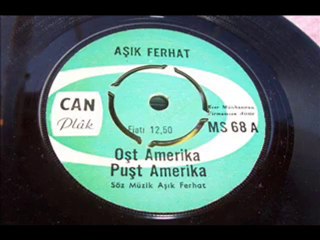 AŞIK FERHAT
CAN
Plâk
Fiatı 12,50
MS 68 A
Oşt Amerika
Puşt Amerika
Söz Müzik Aşık Ferhat